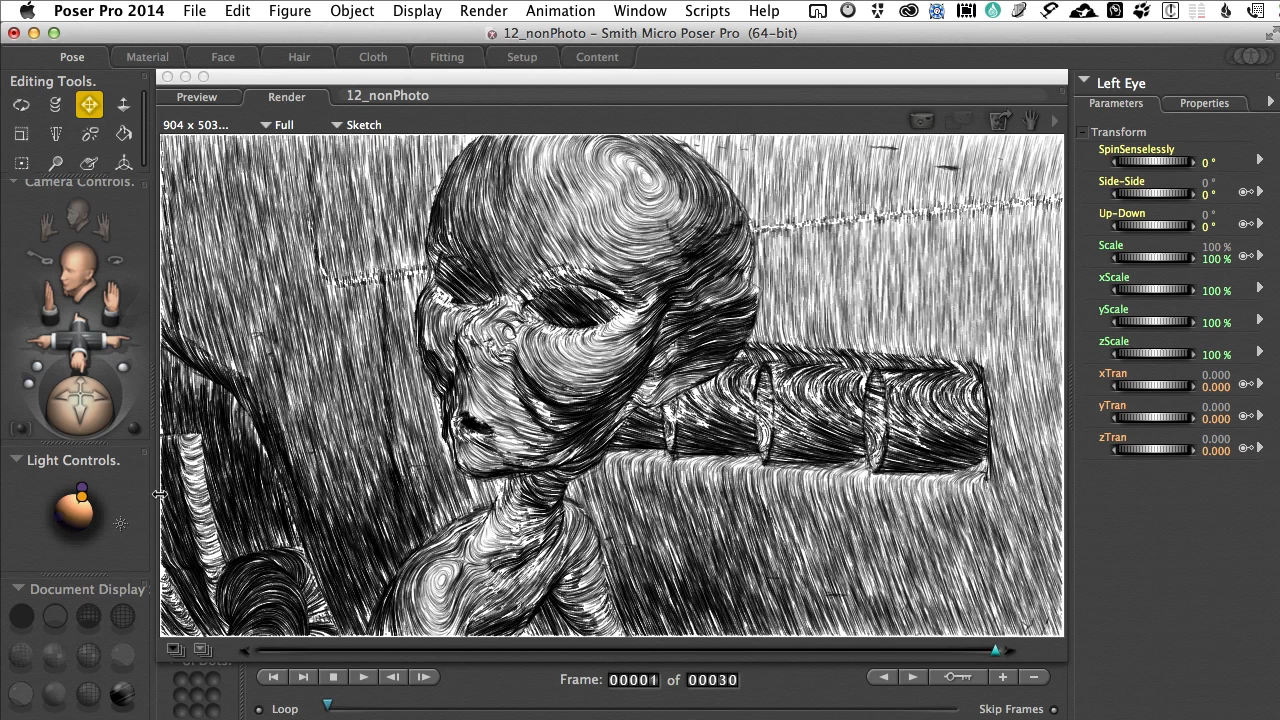 Poser Pro 2014 File Edit Figure Object Display Render Animation Window Scripts Help
12_nonPhoto - Smith Micro Poser Pro (64-bit)
Pose Material Face Hair Cloth Fitting Setup Content
Editing Tools.
Camera Controls.
Light Controls.
Document Display
Preview Render 12_nonPhoto
904 x 503... Full Sketch
Left Eye
Parameters Properties
Transform
SpinSenselessly
0 °
Side-Side 0 °
0 °
Up-Down 0 °
0 °
Scale 100 %
100 %
xScale
100 %
yScale
100 %
zScale
100 %
xTran 0.000
0.000
yTran 0.000
0.000
zTran 0.000
0.000
Frame: 00001 of 00030
Loop Skip Frames